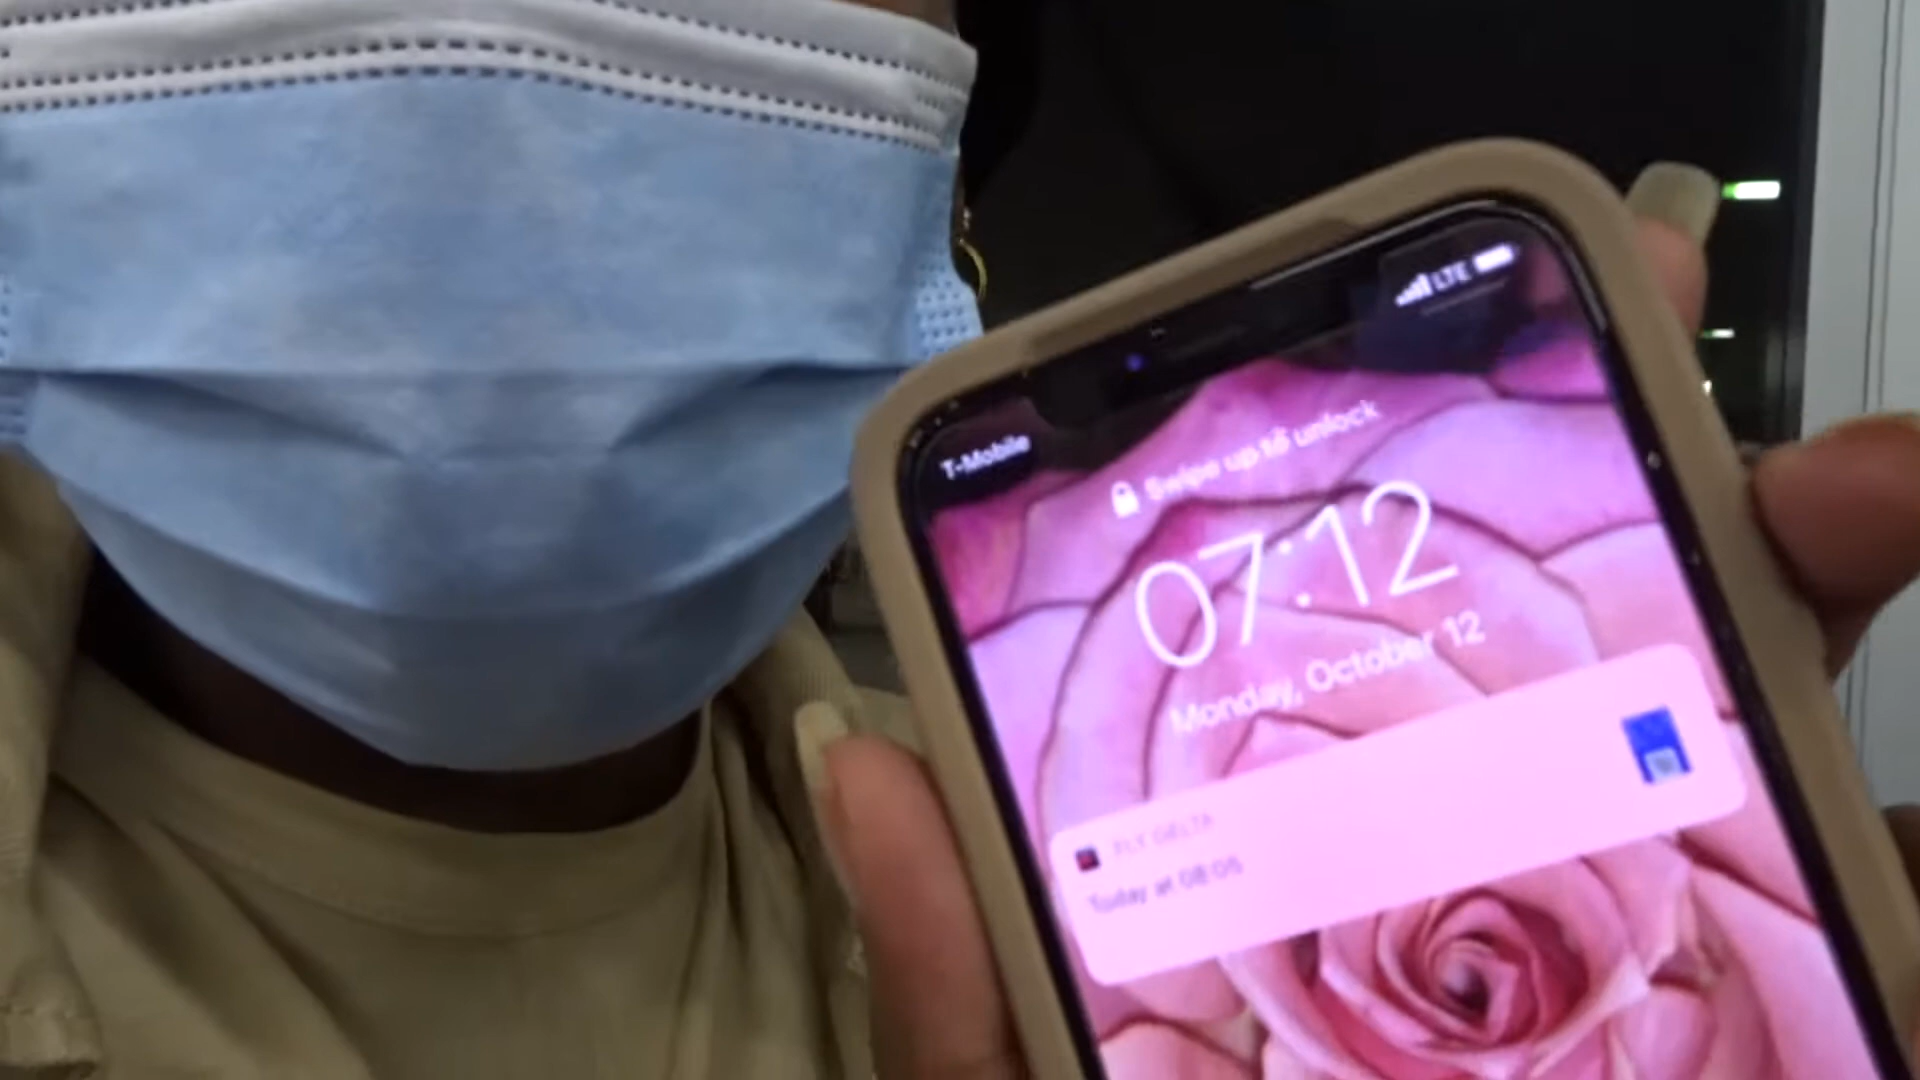 LTE
T-Mobile
Swipe up to unlock
07:12
Monday, October 12
FLY DELTA
Today at 08:05